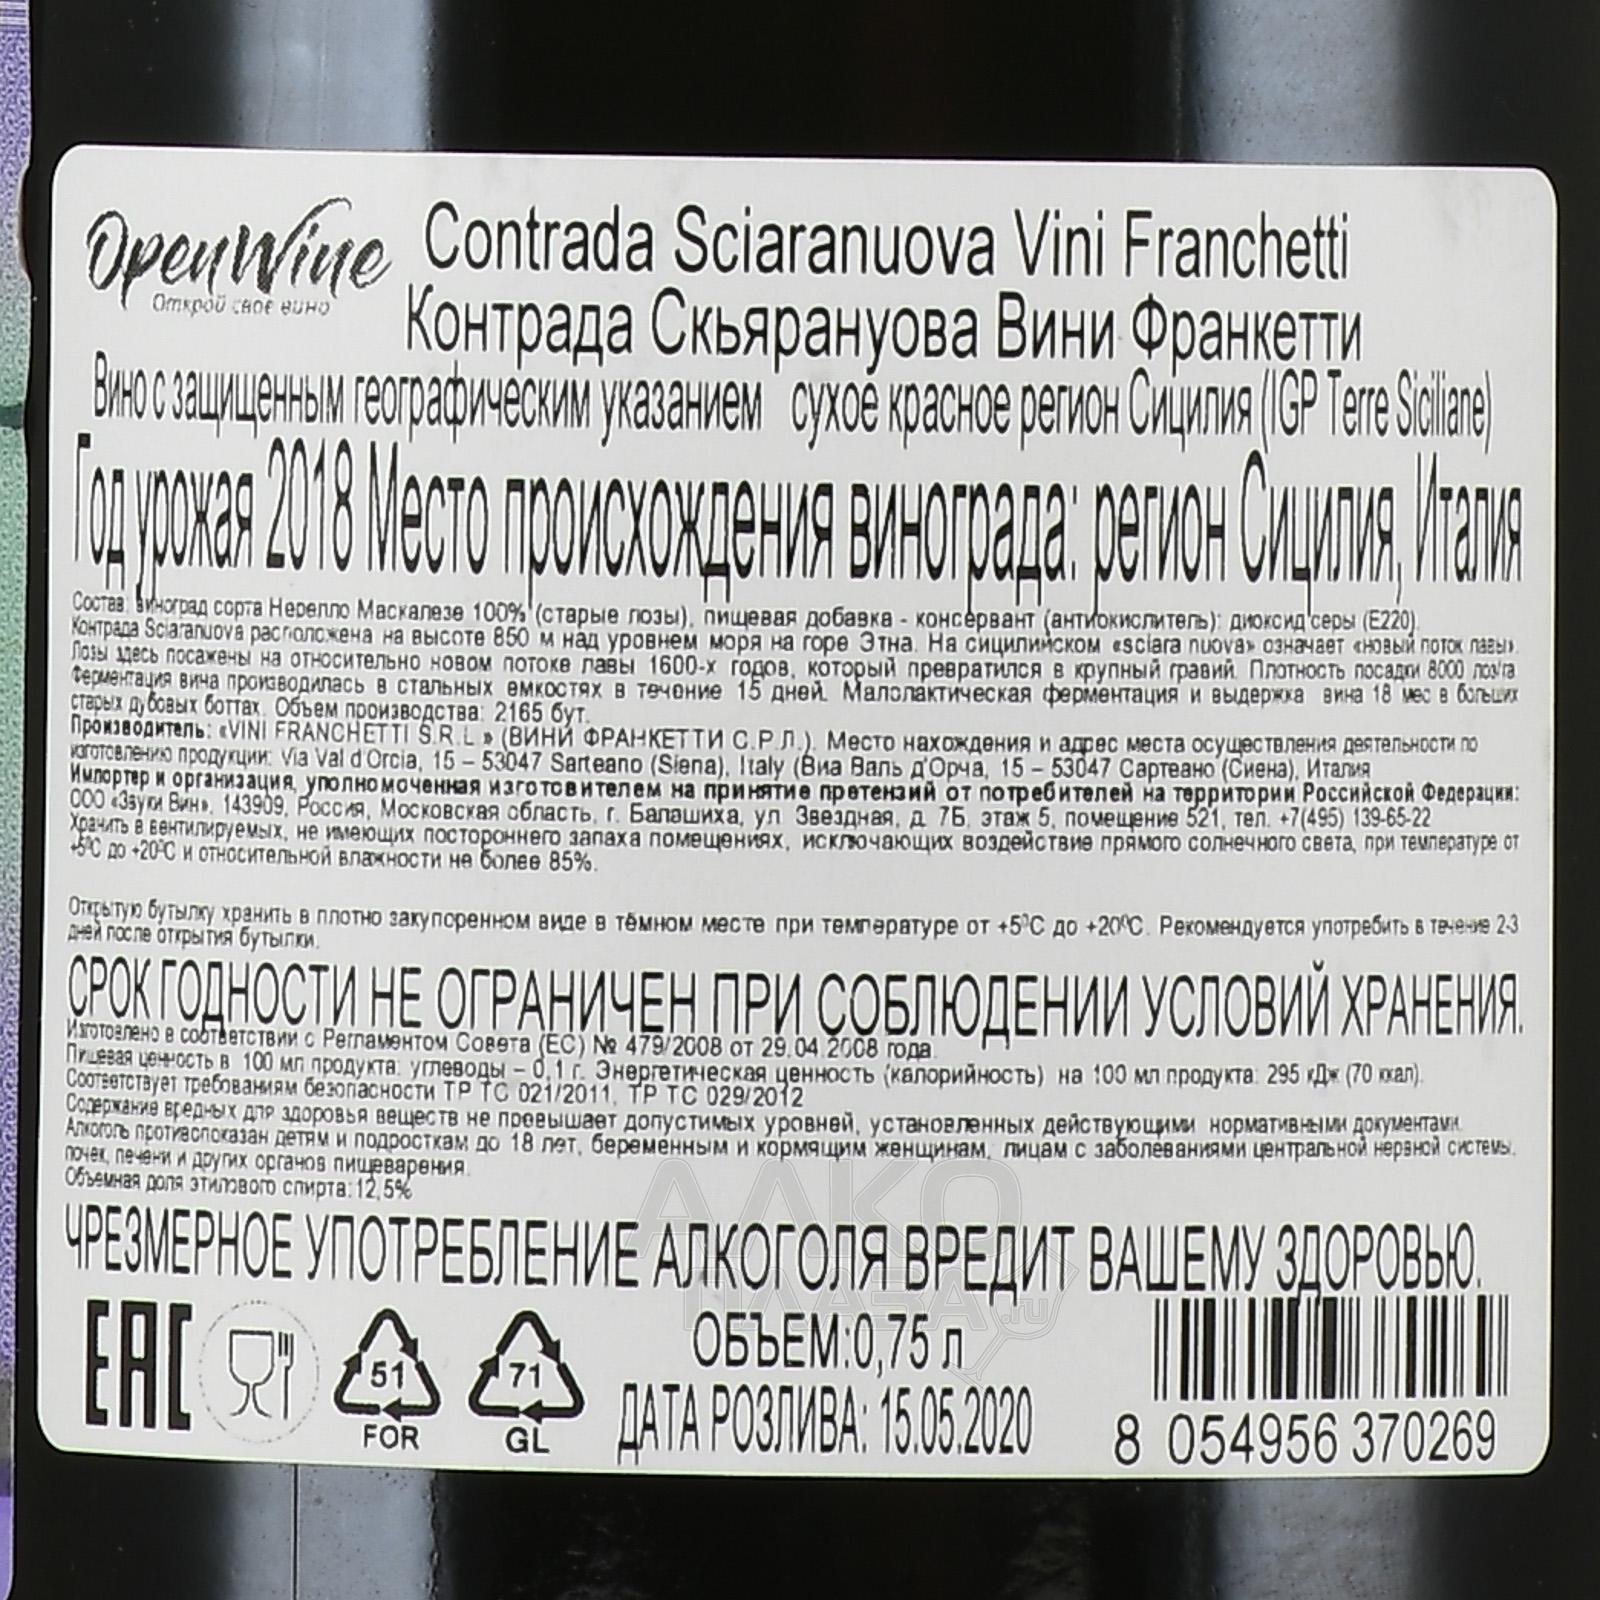 OpenWine
Открой свое вино
Contrada Sciaranuova Vini Franchetti
Контрада Скьярануова Вини Франкетти
Вино с защищенным географическим указанием сухое красное регион Сицилия (IGP Terre Siciliane)
Год урожая 2018 Место происхождения винограда: регион Сицилия, Италия
Состав: виноград сорта Нерелло Маскалезе 100% (старые лозы), пищевая добавка - консервант (антиокислитель): диоксид серы (Е220).
Контрада Sciaranuova расположена на высоте 850 м над уровнем моря на горе Этна. На сицилийском «sciara nuova» означает «новый поток лавы».
Лозы здесь посажены на относительно новом потоке лавы 1600-х годов, который превратился в крупный гравий. Плотность посадки 8000 лоз/га.
Ферментация вина производилась в стальных емкостях в течение 15 дней. Малолактическая ферментация и выдержка вина 18 мес в больших
старых дубовых боттах. Объем производства: 2165 бут.
Производитель: «VINI FRANCHETTI S.R.L.» (ВИНИ ФРАНКЕТТИ С.Р.Л.). Место нахождения и адрес места осуществления деятельности по
изготовлению продукции: Via Val d'Orcia, 15 – 53047 Sarteano (Siena), Italy (Виа Валь д'Орча, 15 – 53047 Сартеано (Сиена), Италия
Импортер и организация, уполномоченная изготовителем на принятие претензий от потребителей на территории Российской Федерации:
ООО «Звуки Вин», 143909, Россия, Московская область, г. Балашиха, ул. Звездная, д. 7Б, этаж 5, помещение 521, тел. +7(495) 139-65-22
Хранить в вентилируемых, не имеющих постороннего запаха помещениях, исключающих воздействие прямого солнечного света, при температуре от
+5°С до +20°С и относительной влажности не более 85%.
Открытую бутылку хранить в плотно закупоренном виде в тёмном месте при температуре от +5°С до +20°С. Рекомендуется употребить в течение 2-3
дней после открытия бутылки.
СРОК ГОДНОСТИ НЕ ОГРАНИЧЕН ПРИ СОБЛЮДЕНИИ УСЛОВИЙ ХРАНЕНИЯ.
Изготовлено в соответствии с Регламентом Совета (ЕС) № 479/2008 от 29.04.2008 года.
Пищевая ценность в 100 мл продукта: углеводы – 0,1 г. Энергетическая ценность (калорийность) на 100 мл продукта: 295 кДж (70 ккал).
Соответствует требованиям безопасности ТР ТС 021/2011, ТР ТС 029/2012
Содержание вредных для здоровья веществ не превышает допустимых уровней, установленных действующими нормативными документами.
Алкоголь противопоказан детям и подросткам до 18 лет, беременным и кормящим женщинам, лицам с заболеваниями центральной нервной системы,
почек, печени и других органов пищеварения.
Объемная доля этилового спирта: 12,5%
ЧРЕЗМЕРНОЕ УПОТРЕБЛЕНИЕ АЛКОГОЛЯ ВРЕДИТ ВАШЕМУ ЗДОРОВЬЮ.
АЛКО
ПЛАЗА.ru
EAC
51
FOR
71
GL
ОБЪЕМ:0,75 л
ДАТА РОЗЛИВА: 15.05.2020
8 054956 370269